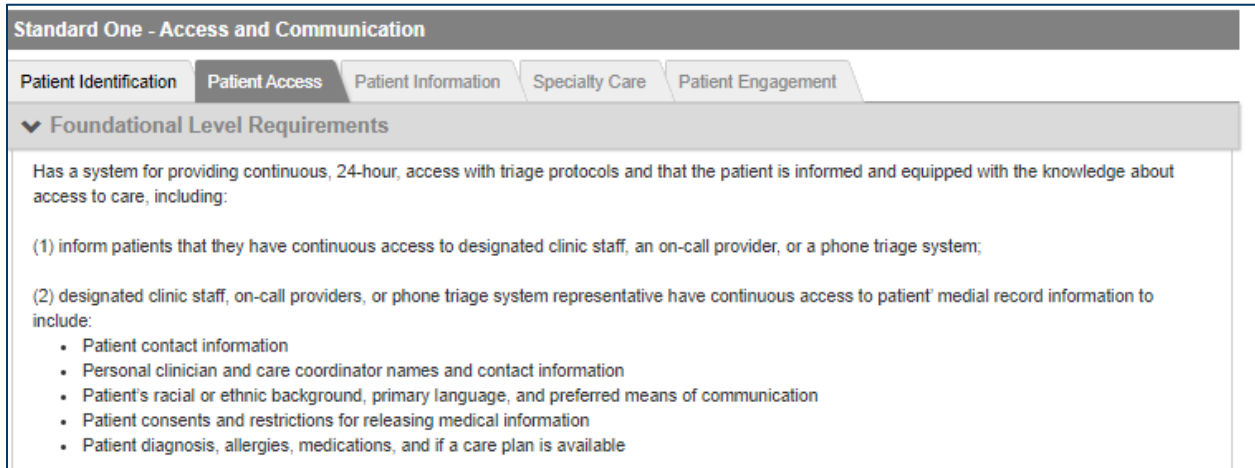 Standard One - Access and Communication
Patient Identification Patient Access Patient Information Specialty Care Patient Engagement
Foundational Level Requirements
Has a system for providing continuous, 24-hour, access with triage protocols and that the patient is informed and equipped with the knowledge about
access to care, including:
(1) inform patients that they have continuous access to designated clinic staff, an on-call provider, or a phone triage system;
(2) designated clinic staff, on-call providers, or phone triage system representative have continuous access to patient' medial record information to
include:
• Patient contact information
• Personal clinician and care coordinator names and contact information
• Patient's racial or ethnic background, primary language, and preferred means of communication
• Patient consents and restrictions for releasing medical information
• Patient diagnosis, allergies, medications, and if a care plan is available